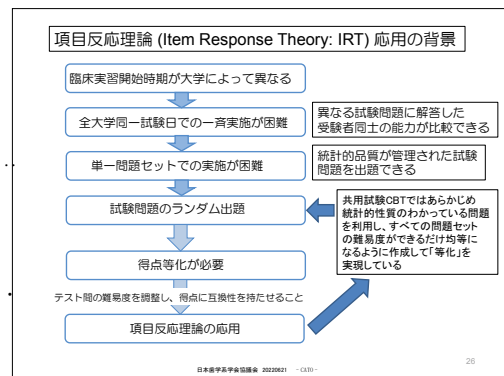 項目反応理論 (Item Response Theory: IRT) 応用の背景
臨床実習開始時期が大学によって異なる
全大学同一試験日での一斉実施が困難
異なる試験問題に解答した
受験者同士の能力が比較できる
単一問題セットでの実施が困難
統計的品質が管理された試験
問題を出題できる
試験問題のランダム出題
共用試験CBTではあらかじめ
統計的性質のわかっている問題
を利用し、すべての問題セット
の難易度ができるだけ均等に
なるように作成して「等化」を
実現している
得点等化が必要
テスト間の難易度を調整し、得点に互換性を持たせること
項目反応理論の応用
日本歯学系学会協議会 20220621 －CATO－
26